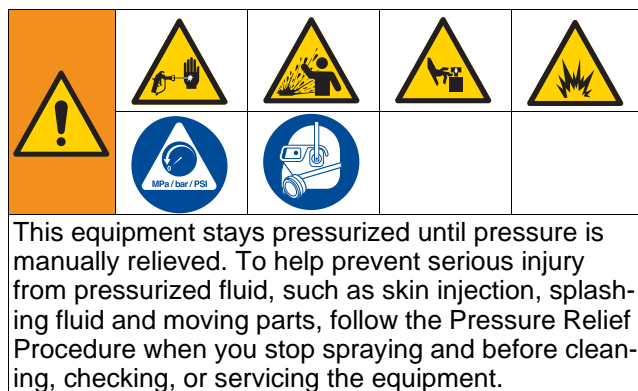 MPa/bar/PSI
This equipment stays pressurized until pressure is
manually relieved. To help prevent serious injury
from pressurized fluid, such as skin injection, splash-
ing fluid and moving parts, follow the Pressure Relief
Procedure when you stop spraying and before clean-
ing, checking, or servicing the equipment.